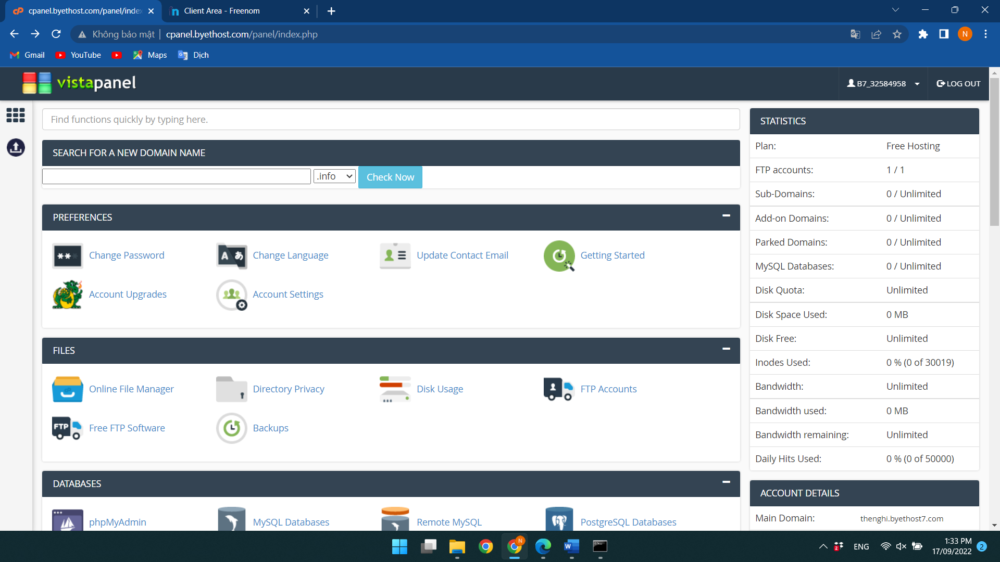 cpanel.byethost.com/panel/inde
Client Area - Freenom
Không bảo mật
cpanel.byethost.com/panel/index.php
N
Gmail
YouTube
Maps
Dịch
vistapanel
B7_32584958
LOG OUT
Find functions quickly by typing here.
SEARCH FOR A NEW DOMAIN NAME
.info
Check Now
PREFERENCES
Change Password
Change Language
Update Contact Email
Getting Started
Account Upgrades
Account Settings
FILES
Online File Manager
Directory Privacy
Disk Usage
FTP Accounts
FTP
Free FTP Software
Backups
DATABASES
phpMyAdmin
MySQL Databases
Remote MySQL
PostgreSQL Databases
STATISTICS
Plan: Free Hosting
FTP accounts: 1 / 1
Sub-Domains: 0 / Unlimited
Add-on Domains: 0 / Unlimited
Parked Domains: 0 / Unlimited
MySQL Databases: 0 / Unlimited
Disk Quota: Unlimited
Disk Space Used: 0 MB
Disk Free: Unlimited
Inodes Used: 0 % (0 of 30019)
Bandwidth: Unlimited
Bandwidth used: 0 MB
Bandwidth remaining: Unlimited
Daily Hits Used: 0 % (0 of 50000)
ACCOUNT DETAILS
Main Domain: thenghi.byethost7.com
N
W
2
ENG
1:33 PM
17/09/2022
2